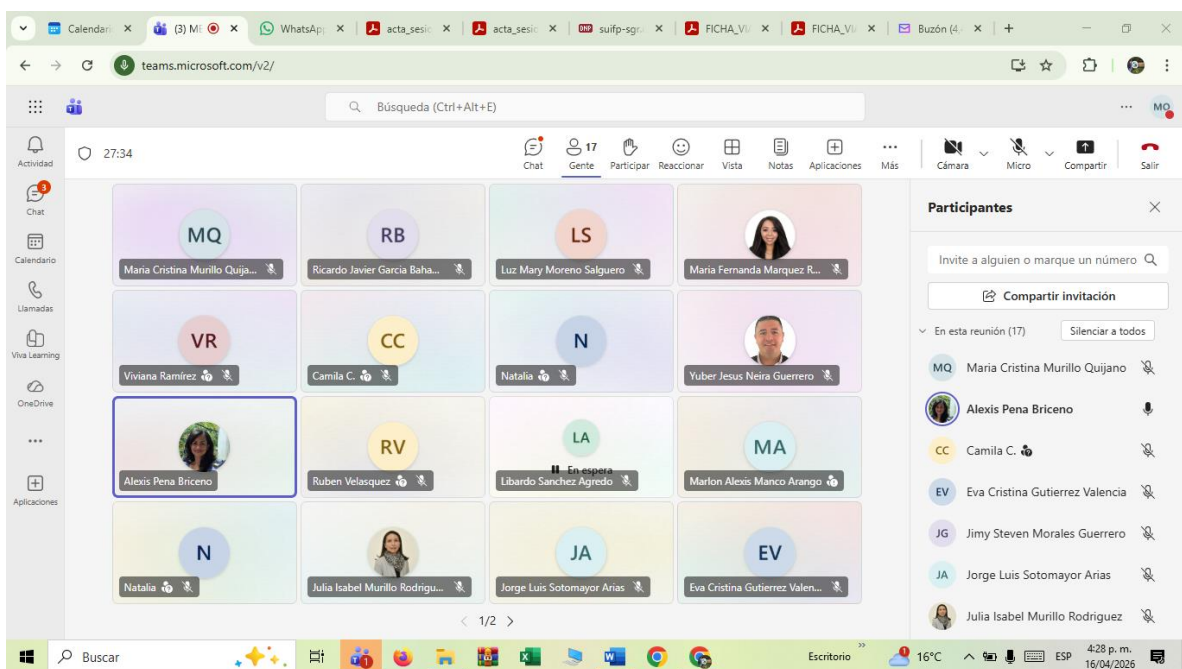 Calendari
(3) ME
WhatsApp
acta_sesic
acta_sesic
DNP suifp-sgr.
FICHA_VI
FICHA_VI
Buzón (4,
teams.microsoft.com/v2/
Búsqueda (Ctrl+Alt+E)
MQ
27:34
Chat
17
Gente
Participar
Reaccionar
Vista
Notas
Aplicaciones
Más
Cámara
Micro
Compartir
Salir
Actividad
3
Chat
Calendario
Llamadas
Viva Learning
OneDrive
Aplicaciones
MQ
Maria Cristina Murillo Quija...
RB
Ricardo Javier Garcia Baha...
LS
Luz Mary Moreno Salguero
Maria Fernanda Marquez R...
VR
Viviana Ramírez
CC
Camila C.
N
Natalia
Yuber Jesus Neira Guerrero
Alexis Pena Briceno
RV
Ruben Velasquez
LA
En espera
Libardo Sanchez Agredo
MA
Marlon Alexis Manco Arango
N
Natalia
Julia Isabel Murillo Rodrigu...
JA
Jorge Luis Sotomayor Arias
EV
Eva Cristina Gutierrez Valen...
1/2
Participantes
Invite a alguien o marque un número
Compartir invitación
En esta reunión (17)
Silenciar a todos
MQ Maria Cristina Murillo Quijano
Alexis Pena Briceno
CC Camila C.
EV Eva Cristina Gutierrez Valencia
JG Jimy Steven Morales Guerrero
JA Jorge Luis Sotomayor Arias
Julia Isabel Murillo Rodriguez
Buscar
Escritorio
16°C
ESP
4:28 p. m.
16/04/2026